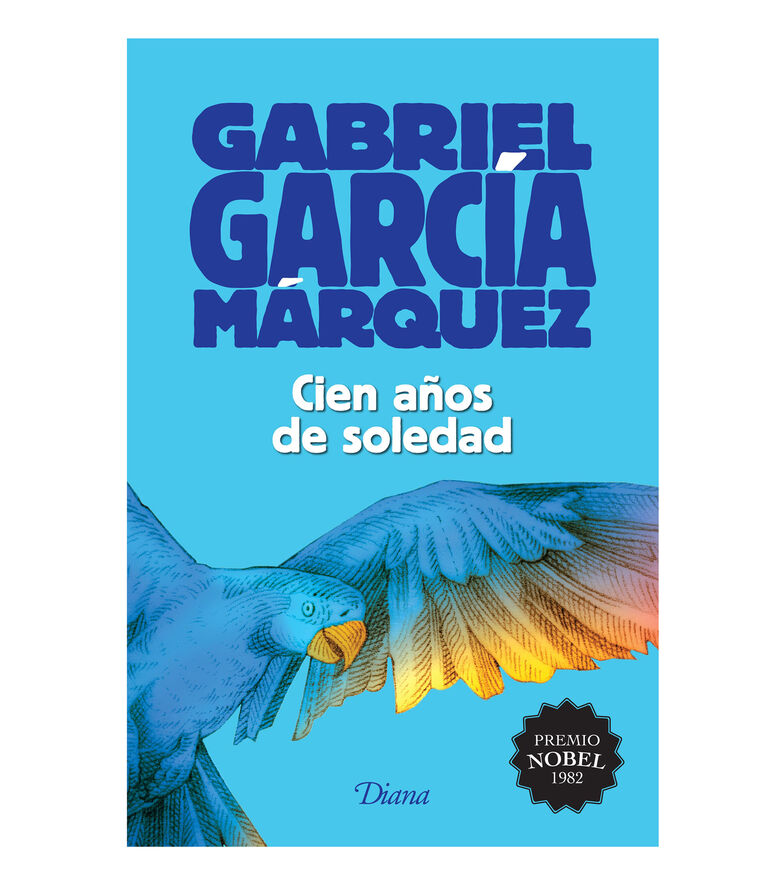 GABRIEL
GARCÍA
MÁRQUEZ
Cien años
de soledad
PREMIO
NOBEL
1982
Diana